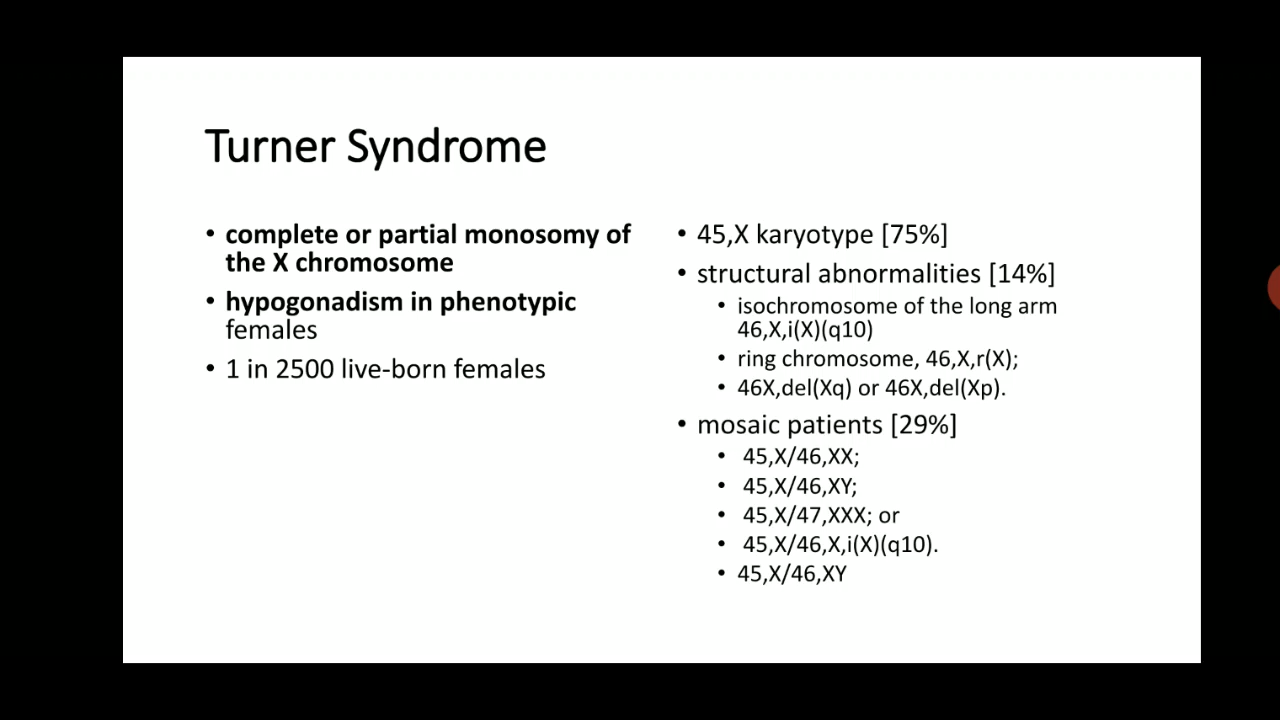 Turner Syndrome
• complete or partial monosomy of
the X chromosome
• hypogonadism in phenotypic
females
• 1 in 2500 live-born females
• 45,X karyotype [75%]
• structural abnormalities [14%]
• isochromosome of the long arm
46,X,i(X)(q10)
• ring chromosome, 46,X,r(X);
• 46X,del(Xq) or 46X,del(Xp).
• mosaic patients [29%]
• 45,X/46,XX;
• 45,X/46,XY;
• 45,X/47,XXX; or
• 45,X/46,X,i(X)(q10).
• 45,X/46,XY